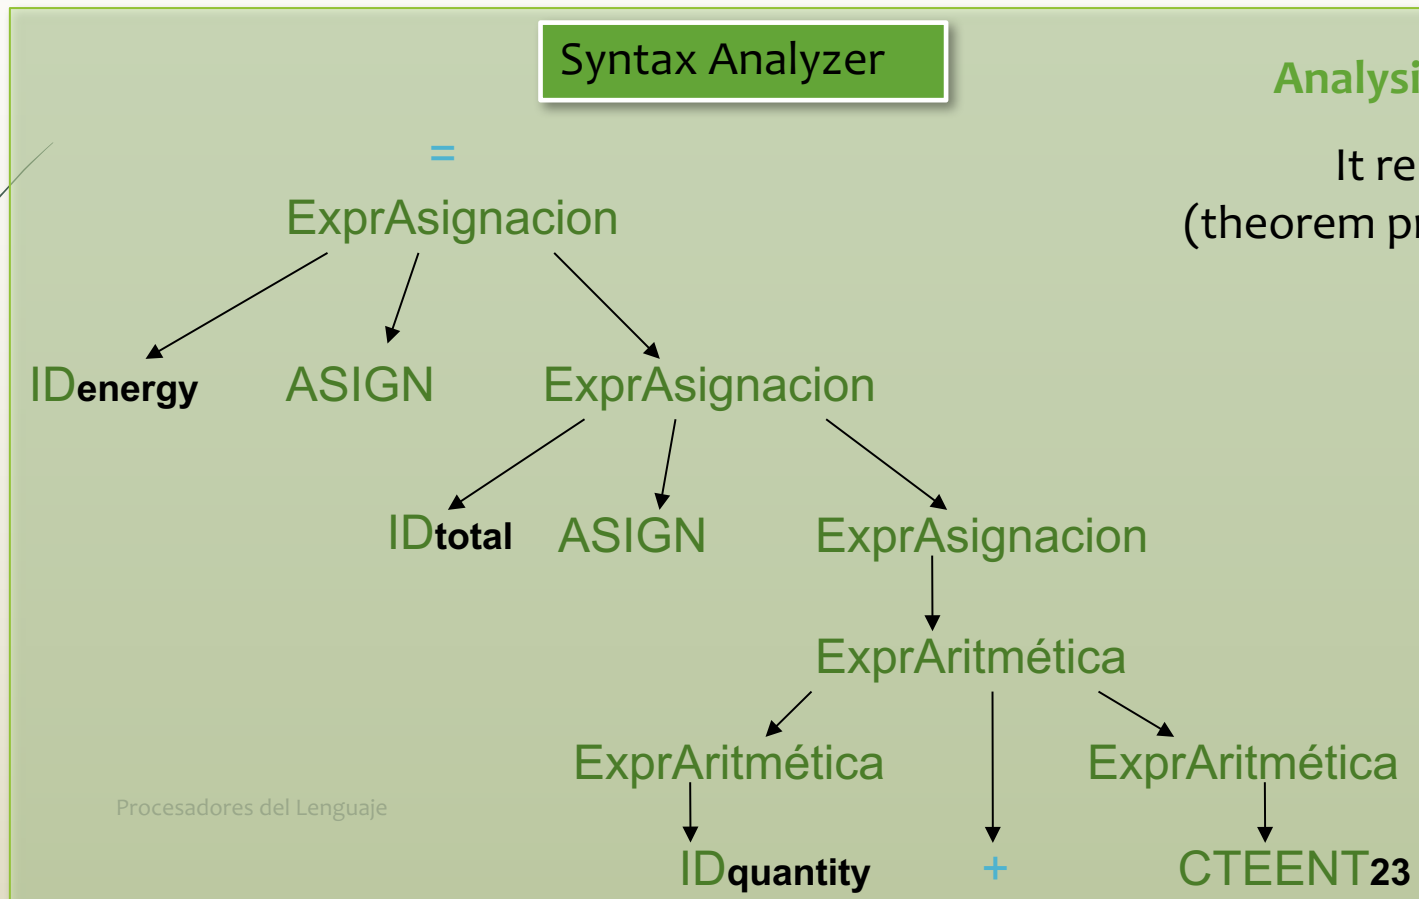 Syntax Analyzer
Analysi
It re
(theorem pr
=
ExprAsignacion
IDenergy ASIGN ExprAsignacion
IDtotal ASIGN ExprAsignacion
ExprAritmética
ExprAritmética ExprAritmética
Procesadores del Lenguaje
IDquantity + CTEENT23